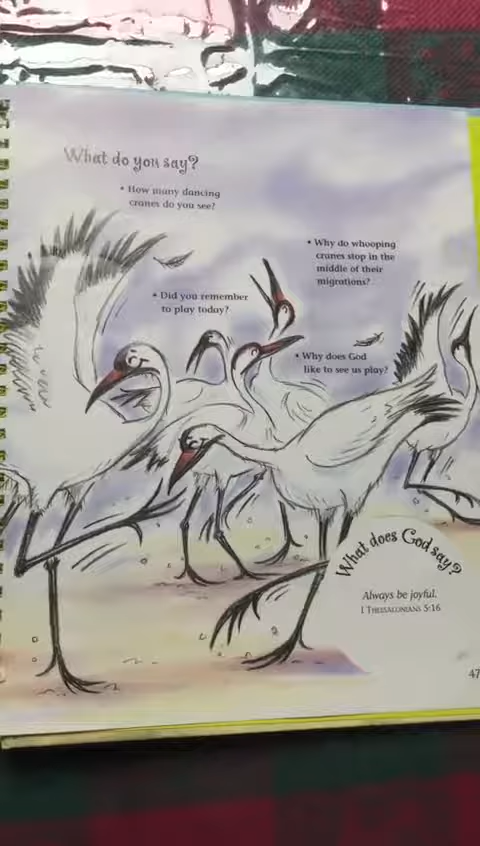 What do you say?
• How many dancing
cranes do you see?
• Why do whooping
cranes stop in the
middle of their
migrations?
• Did you remember
to play today?
• Why does God
like to see us play?
What does God say?
Always be joyful.
1 THESSALONIANS 5:16
47